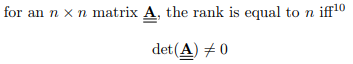 for an n × n matrix A, the rank is equal to n iff¹⁰
det(A) ≠ 0